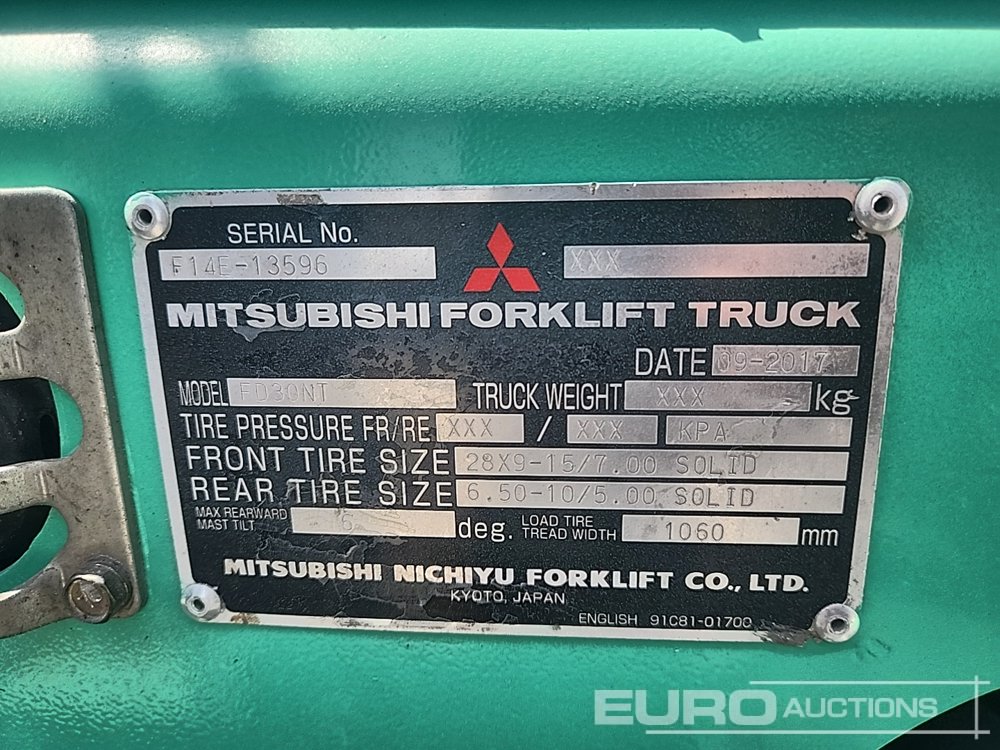 SERIAL No.
F14E-13596 XXX
MITSUBISHI FORKLIFT TRUCK
DATE 09-2017
MODEL FD30NT TRUCK WEIGHT XXX kg
TIRE PRESSURE FR/RE XXX / XXX KPA
FRONT TIRE SIZE 28X9-15/7.00 SOLID
REAR TIRE SIZE 6.50-10/5.00 SOLID
MAX REARWARD MAST TILT 6 deg. LOAD TIRE TREAD WIDTH 1060 mm
MITSUBISHI NICHIYU FORKLIFT CO., LTD.
KYOTO, JAPAN
ENGLISH 91C81-01700
EURO AUCTIONS